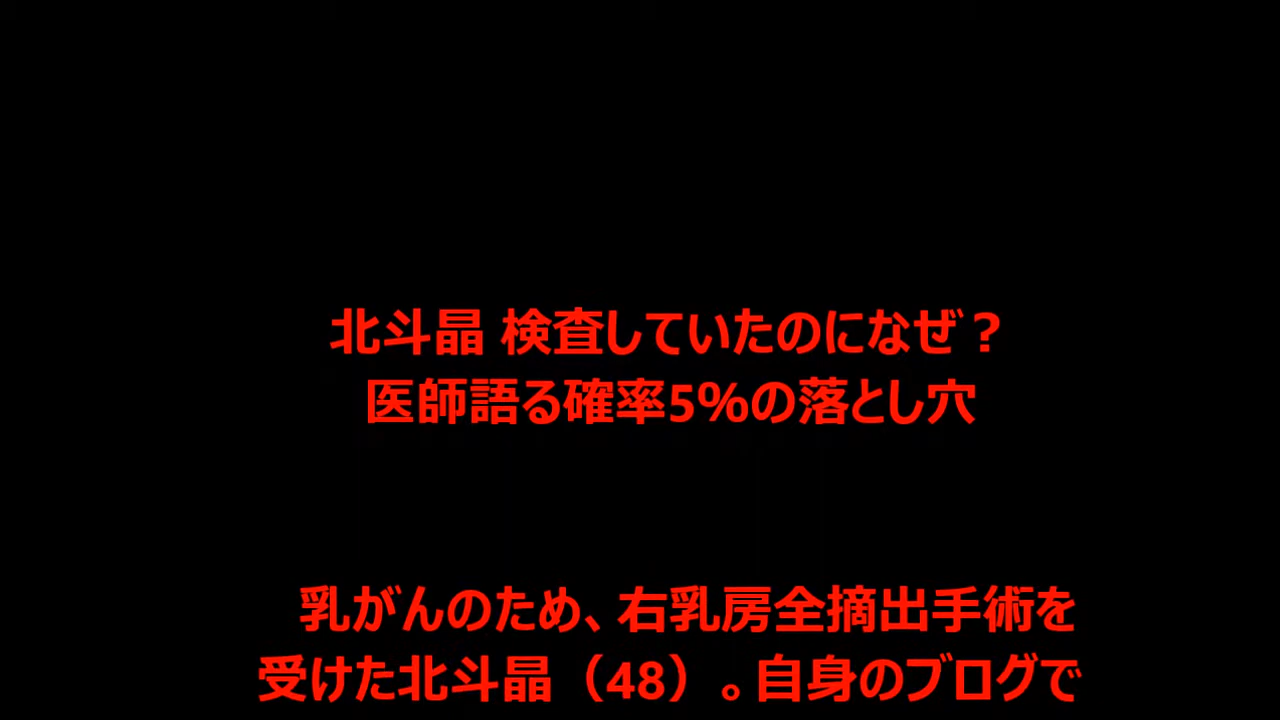 北斗晶 検査していたのになぜ？
医師語る確率5％の落とし穴
乳がんのため、右乳房全摘出手術を
受けた北斗晶（48）。自身のブログで